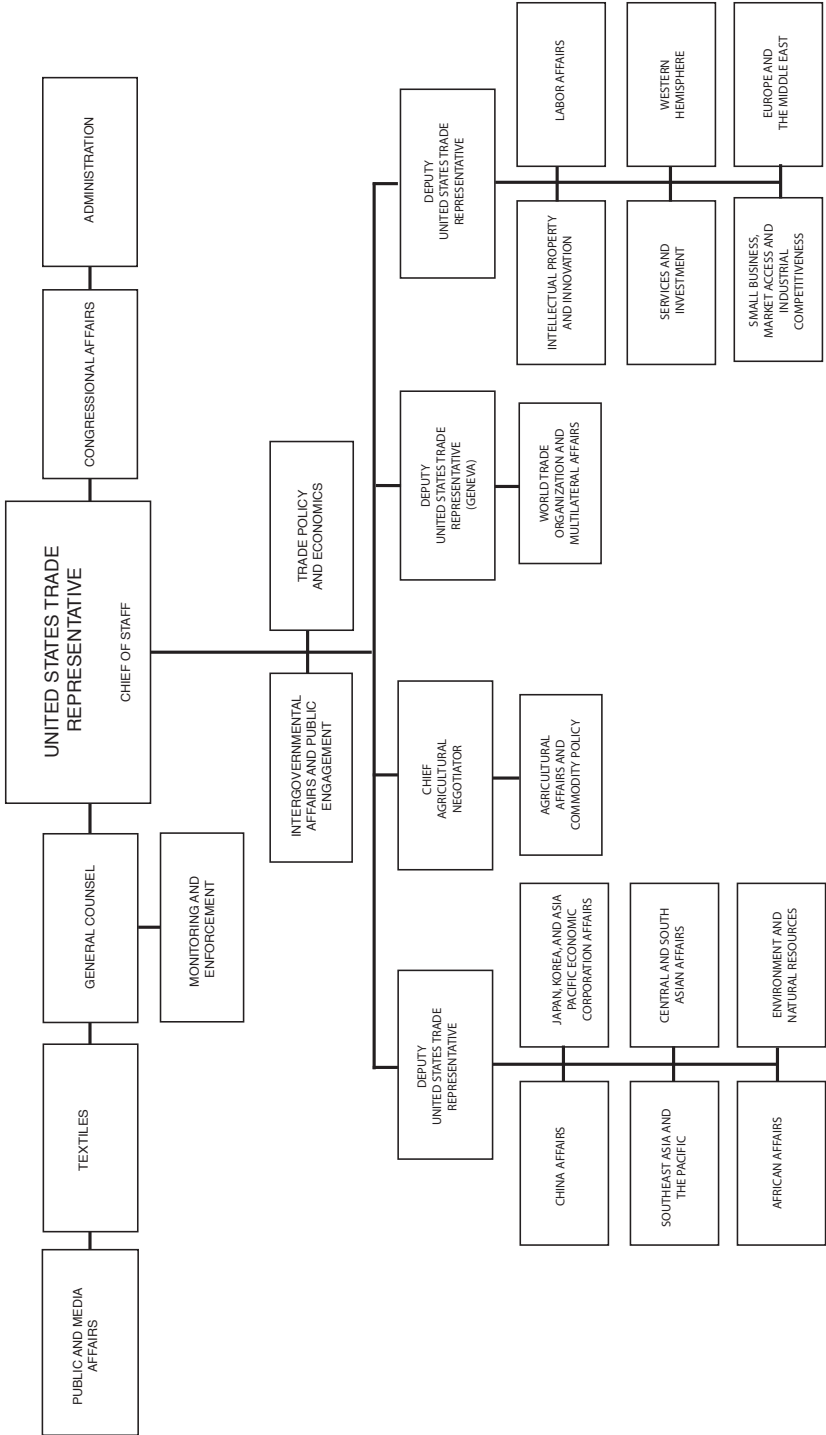 UNITED STATES TRADE
REPRESENTATIVE
CHIEF OF STAFF
PUBLIC AND MEDIA
AFFAIRS
TEXTILES
GENERAL COUNSEL
CONGRESSIONAL AFFAIRS
ADMINISTRATION
MONITORING AND
ENFORCEMENT
INTERGOVERNMENTAL
AFFAIRS AND PUBLIC
ENGAGEMENT
TRADE POLICY
AND ECONOMICS
DEPUTY
UNITED STATES TRADE
REPRESENTATIVE
CHIEF
AGRICULTURAL
NEGOTIATOR
DEPUTY
UNITED STATES TRADE
REPRESENTATIVE
(GENEVA)
DEPUTY
UNITED STATES TRADE
REPRESENTATIVE
CHINA AFFAIRS
JAPAN, KOREA, AND ASIA
PACIFIC ECONOMIC
CORPORATION AFFAIRS
AGRICULTURAL
AFFAIRS AND
COMMODITY POLICY
WORLD TRADE
ORGANIZATION AND
MULTILATERAL AFFAIRS
INTELLECTUAL PROPERTY
AND INNOVATION
LABOR AFFAIRS
SOUTHEAST ASIA AND
THE PACIFIC
CENTRAL AND SOUTH
ASIAN AFFAIRS
SERVICES AND
INVESTMENT
WESTERN
HEMISPHERE
AFRICAN AFFAIRS
ENVIRONMENT AND
NATURAL RESOURCES
SMALL BUSINESS,
MARKET ACCESS AND
INDUSTRIAL
COMPETITIVENESS
EUROPE AND
THE MIDDLE EAST